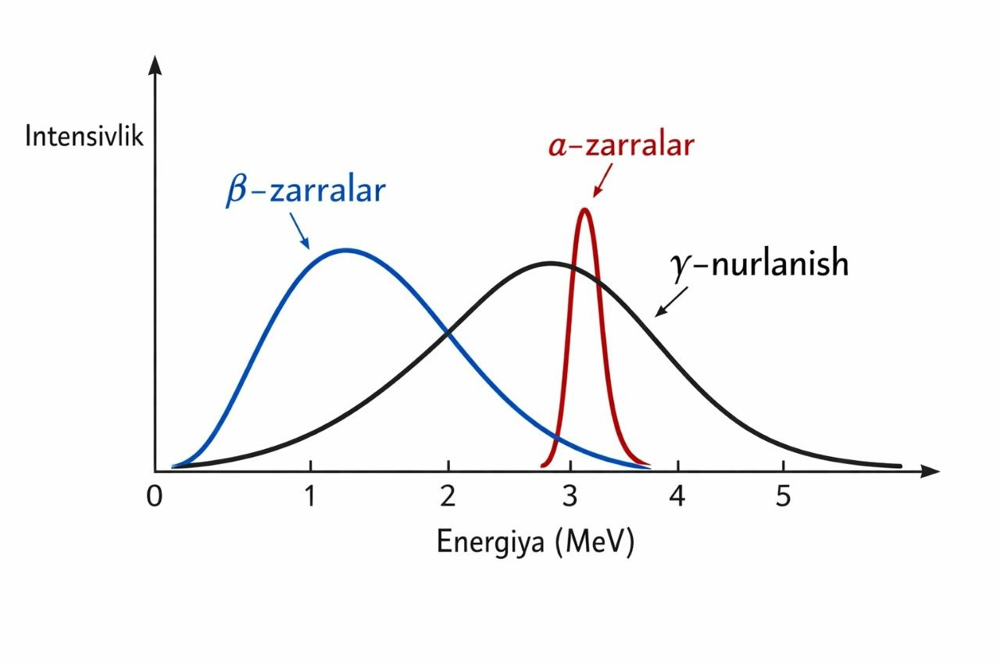 Intensivlik
β–zarralar
α–zarralar
γ–nurlanish
0 1 2 3 4 5
Energiya (MeV)